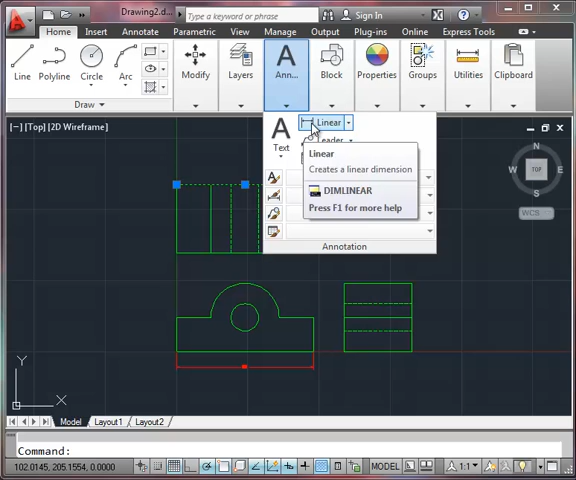 Drawing2.d...
Type a keyword or phrase
Sign In
Home Insert Annotate Parametric View Manage Output Plug-ins Online Express Tools
Line Polyline Circle Arc Modify Layers Ann... Block Properties Groups Utilities Clipboard
Draw
[−] [Top] [2D Wireframe]
A Linear
Text Leader
Linear
Creates a linear dimension
DIMLINEAR
Press F1 for more help
Annotation
N
W TOP E
S
WCS
Y
X
Model Layout1 Layout2
Command:
102.0145, 205.1554, 0.0000 MODEL 1:1